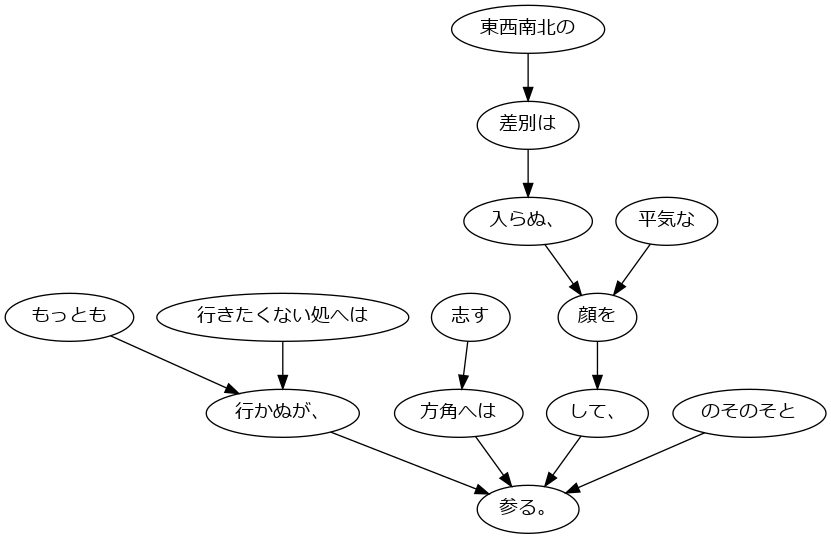 東西南北の
差別は
入らぬ、
平気な
もっとも
行きたくない処へは
志す
顔を
行かぬが、
方角へは
して、
のそのそと
参る。